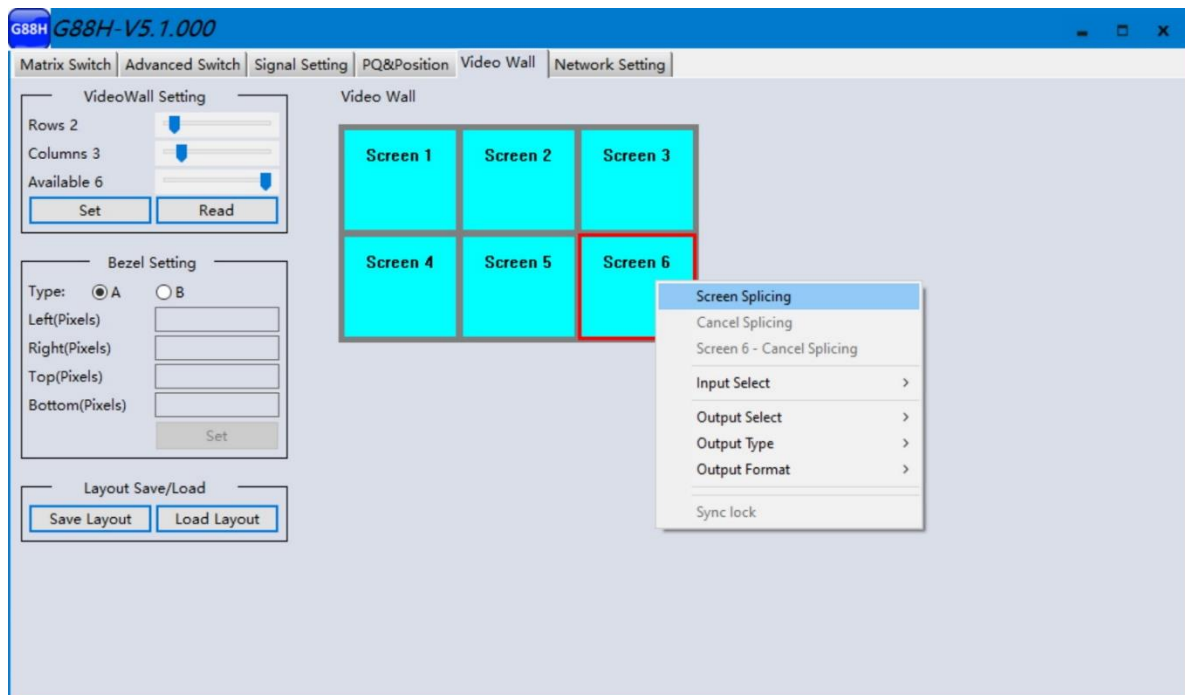 G88H G88H-V5.1.000
Matrix Switch Advanced Switch Signal Setting PQ&Position Video Wall Network Setting
VideoWall Setting
Rows 2
Columns 3
Available 6
Set Read
Bezel Setting
Type: A B
Left(Pixels)
Right(Pixels)
Top(Pixels)
Bottom(Pixels)
Set
Layout Save/Load
Save Layout Load Layout
Video Wall
Screen 1 Screen 2 Screen 3
Screen 4 Screen 5 Screen 6
Screen Splicing
Cancel Splicing
Screen 6 - Cancel Splicing
Input Select
Output Select
Output Type
Output Format
Sync lock